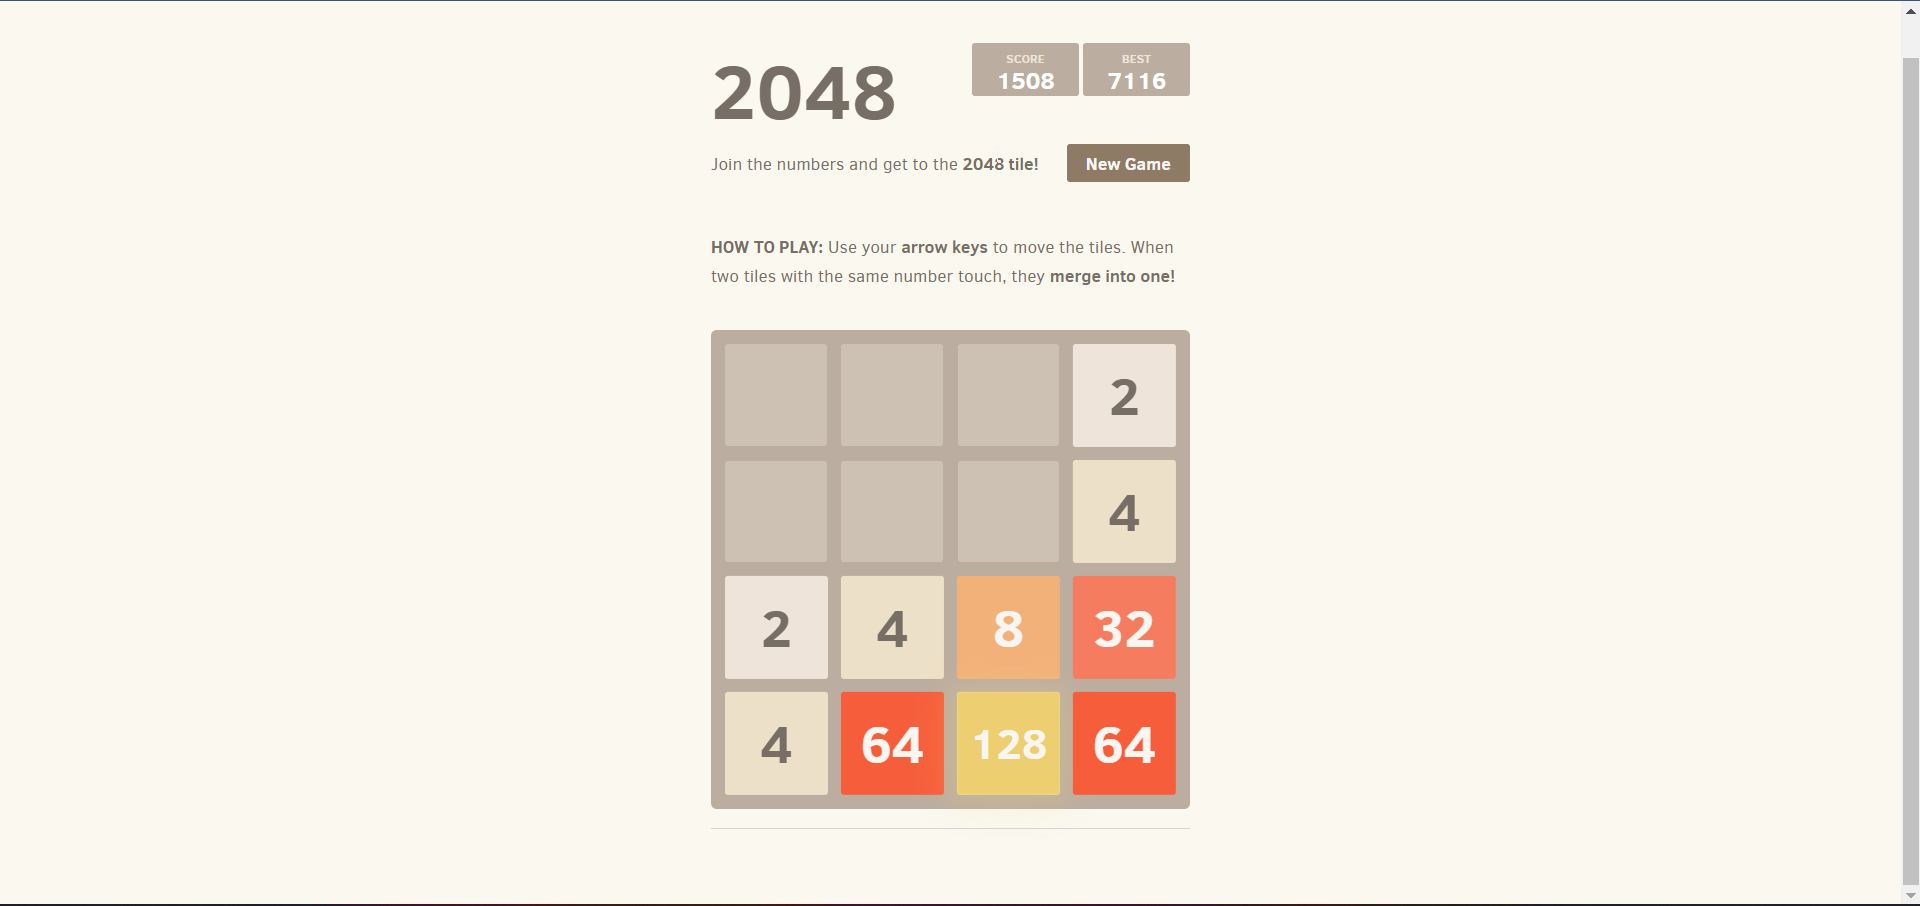 2048
SCORE
1508
BEST
7116
Join the numbers and get to the 2048 tile!
New Game
HOW TO PLAY: Use your arrow keys to move the tiles. When
two tiles with the same number touch, they merge into one!
2
4
2 4 8 32
4 64 128 64